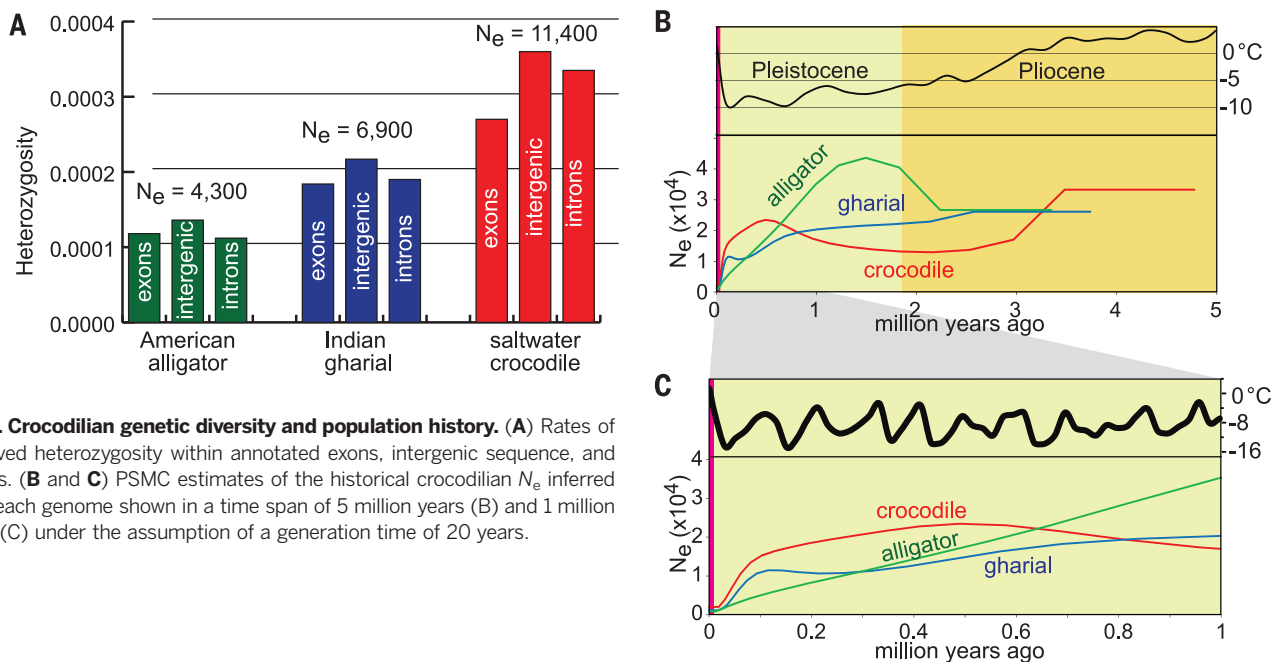 A
Heterozygosity
0.0004
0.0003
0.0002
0.0001
0.0000
Ne = 4,300
Ne = 6,900
Ne = 11,400
exons
intergenic
introns
exons
intergenic
introns
exons
intergenic
introns
American
alligator
Indian
gharial
saltwater
crocodile
. Crocodilian genetic diversity and population history. (A) Rates of
ved heterozygosity within annotated exons, intergenic sequence, and
s. (B and C) PSMC estimates of the historical crocodilian Ne inferred
each genome shown in a time span of 5 million years (B) and 1 million
(C) under the assumption of a generation time of 20 years.
B
Pleistocene
Pliocene
0 °C
-5
-10
Ne (x10⁴)
4
3
2
1
0
alligator
gharial
crocodile
0 1 2 3 4 5
million years ago
C
0 °C
-8
-16
Ne (x10⁴)
4
3
2
1
0
crocodile
alligator
gharial
0 0.2 0.4 0.6 0.8 1
million years ago